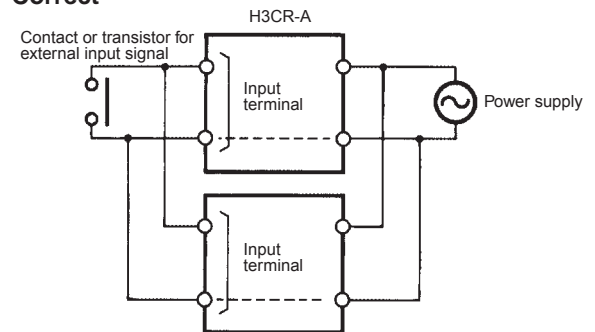 Correct
H3CR-A
Contact or transistor for
external input signal
Input
terminal
Power supply
Input
terminal